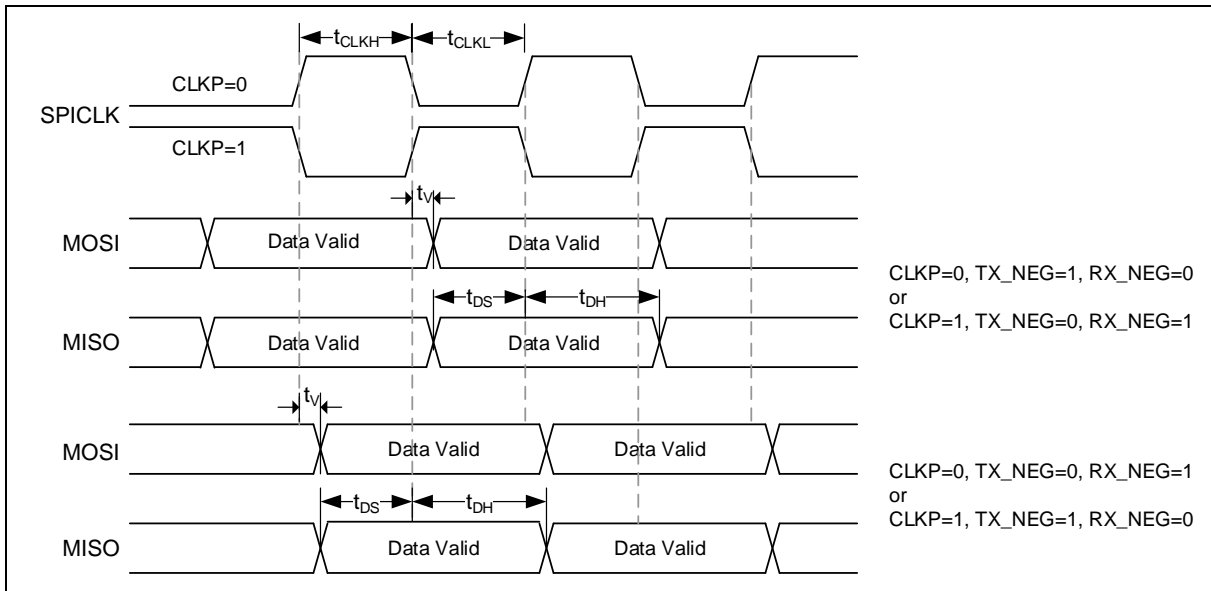 tCLKH tCLKL
CLKP=0
SPICLK
CLKP=1
tV
MOSI Data Valid Data Valid
CLKP=0, TX_NEG=1, RX_NEG=0
or
CLKP=1, TX_NEG=0, RX_NEG=1
tDS tDH
MISO Data Valid Data Valid
tV
MOSI Data Valid Data Valid
CLKP=0, TX_NEG=0, RX_NEG=1
or
CLKP=1, TX_NEG=1, RX_NEG=0
tDS tDH
MISO Data Valid Data Valid